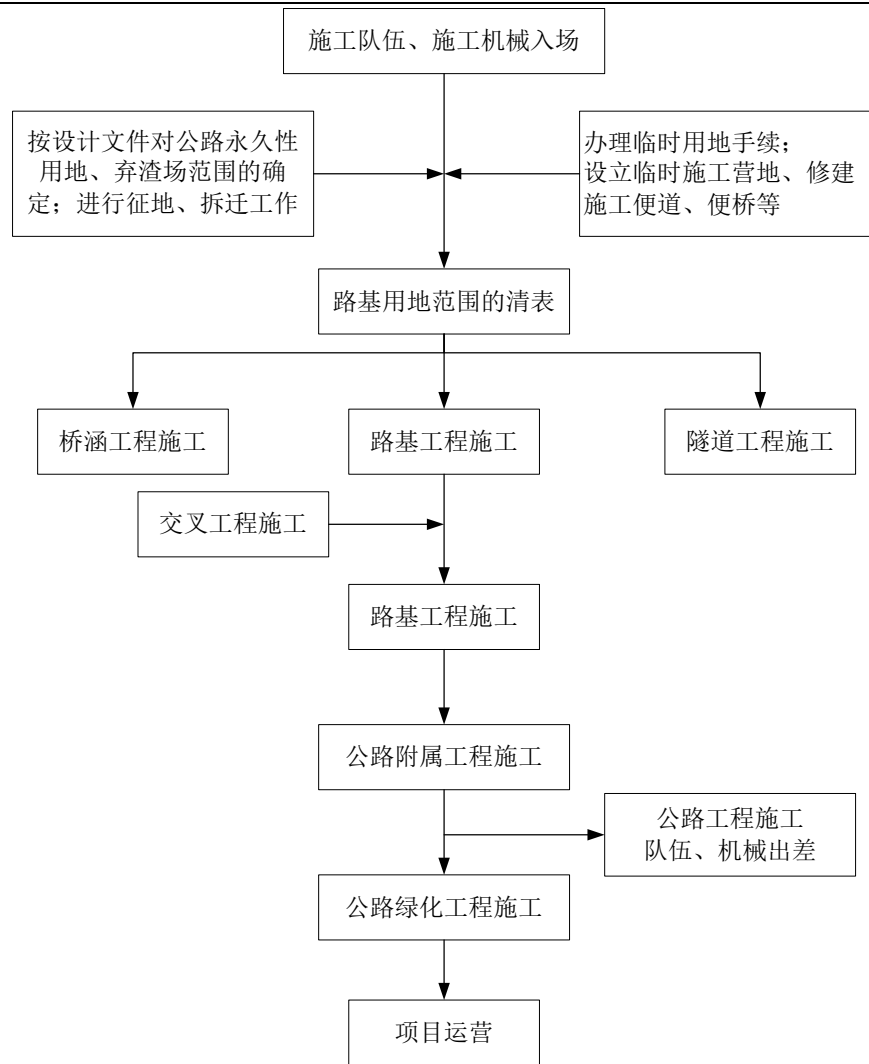 施工队伍、施工机械入场
按设计文件对公路永久性
用地、弃渣场范围的确
定；进行征地、拆迁工作
办理临时用地手续；
设立临时施工营地、修建
施工便道、便桥等
路基用地范围的清表
桥涵工程施工
路基工程施工
隧道工程施工
交叉工程施工
路基工程施工
公路附属工程施工
公路工程施工
队伍、机械出差
公路绿化工程施工
项目运营